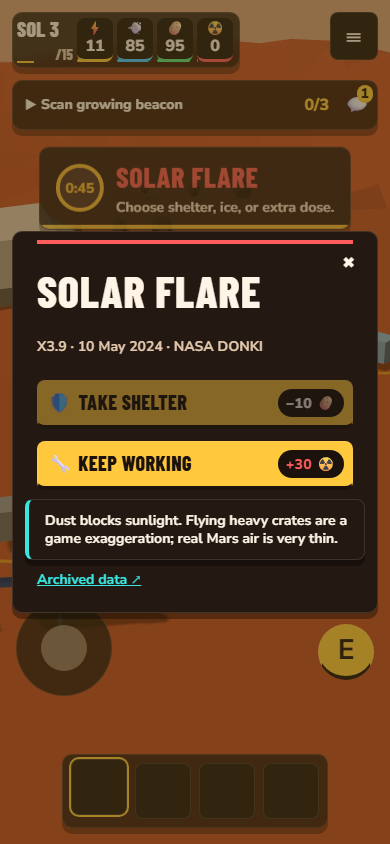 SOL 3
/15
11
85
95
0
▶ Scan growing beacon
0/3
1
0:45
SOLAR FLARE
Choose shelter, ice, or extra dose.
SOLAR FLARE
X3.9 · 10 May 2024 · NASA DONKI
TAKE SHELTER
−10
KEEP WORKING
+30
Dust blocks sunlight. Flying heavy crates are a
game exaggeration; real Mars air is very thin.
Archived data ↗
E